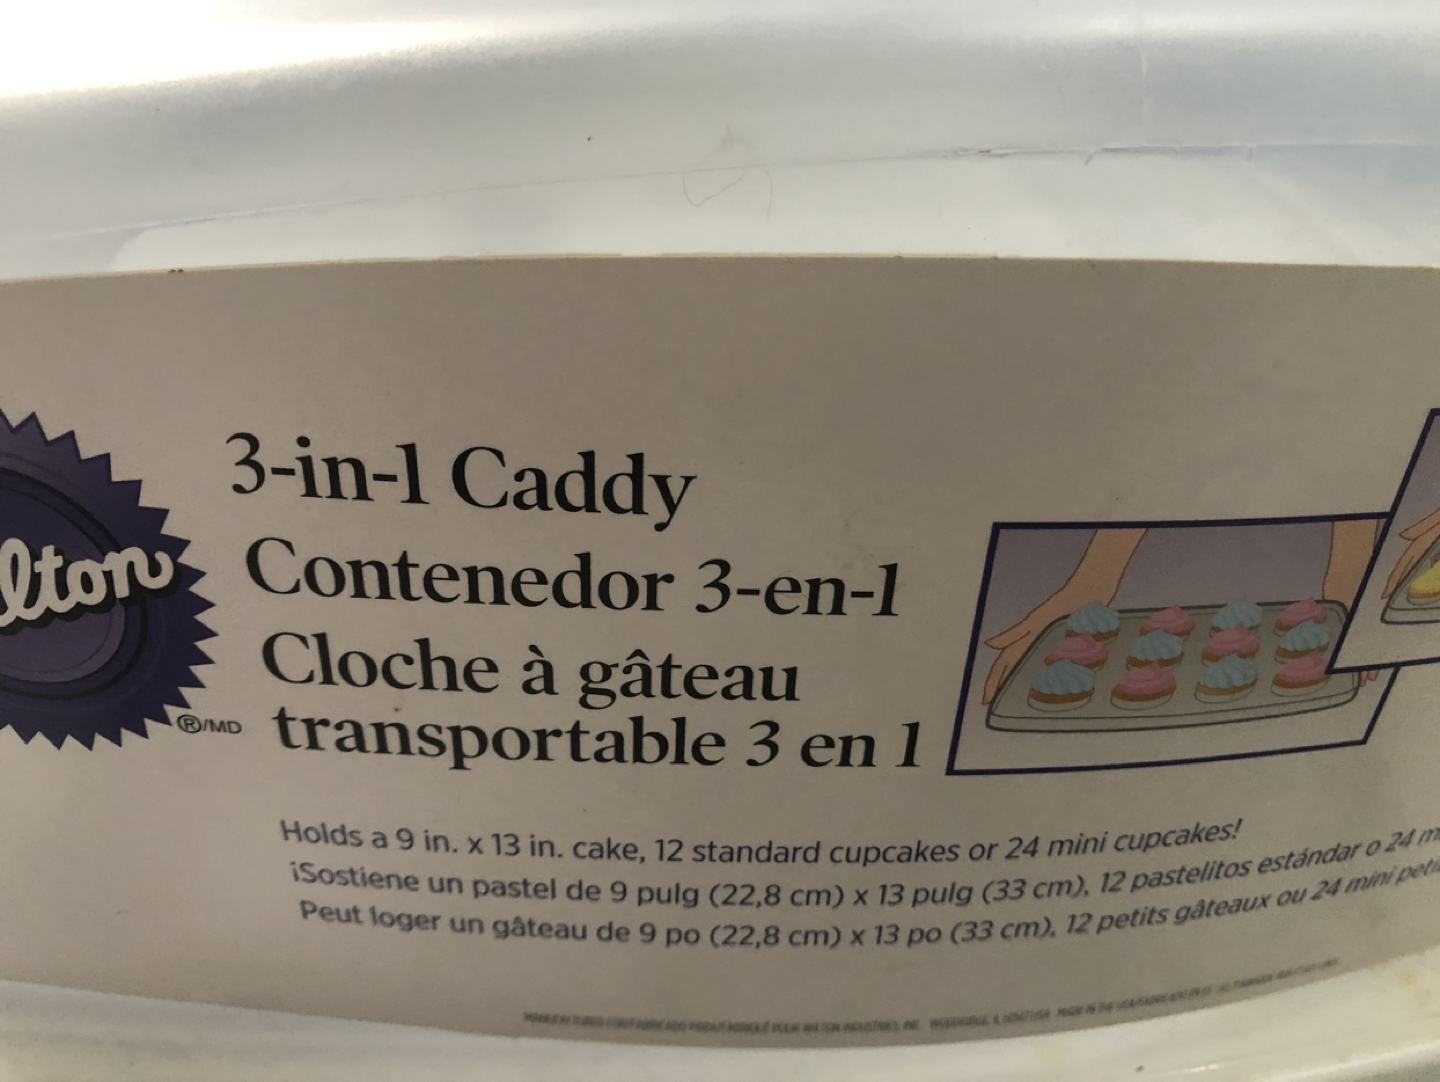 lton
®/MD
3-in-1 Caddy
Contenedor 3-en-1
Cloche à gâteau
transportable 3 en 1
Holds a 9 in. x 13 in. cake, 12 standard cupcakes or 24 mini cupcakes!
¡Sostiene un pastel de 9 pulg (22,8 cm) x 13 pulg (33 cm), 12 pastelitos estándar o 24 m
Peut loger un gâteau de 9 po (22,8 cm) x 13 po (33 cm), 12 petits gâteaux ou 24 mini peti